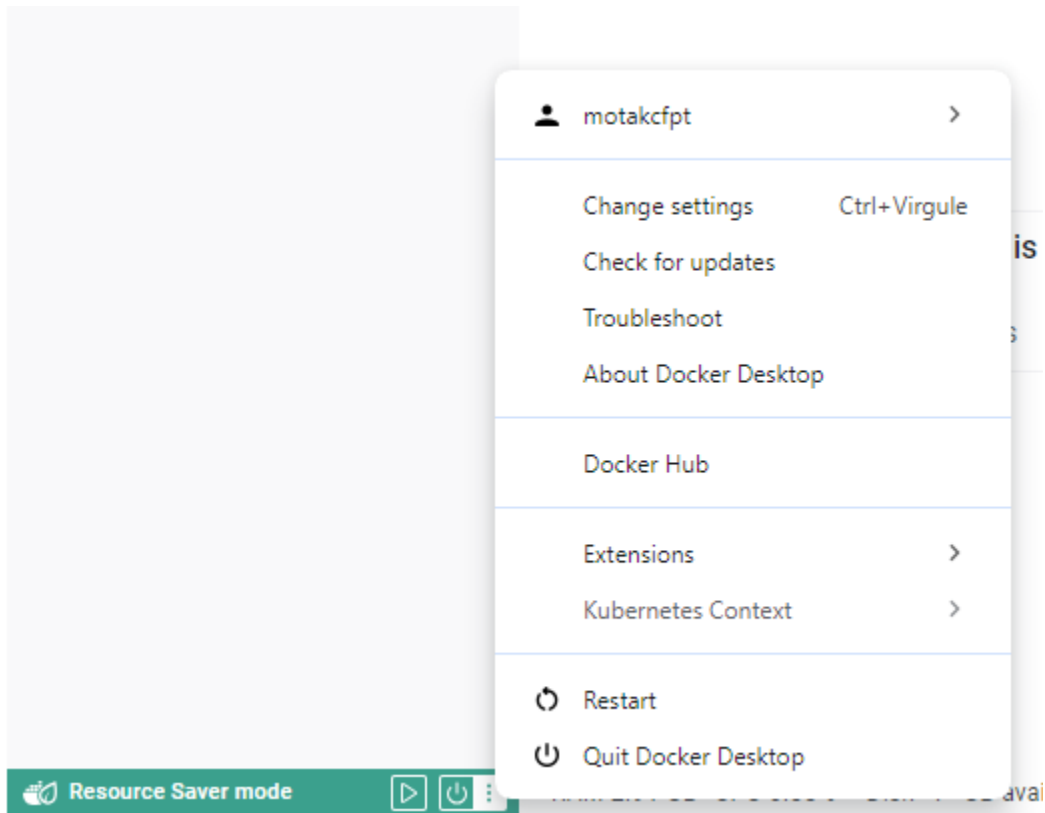 motakcfpt
Change settings Ctrl+Virgule
is
Check for updates
Troubleshoot
s
About Docker Desktop
Docker Hub
Extensions
Kubernetes Context
Restart
Quit Docker Desktop
Resource Saver mode